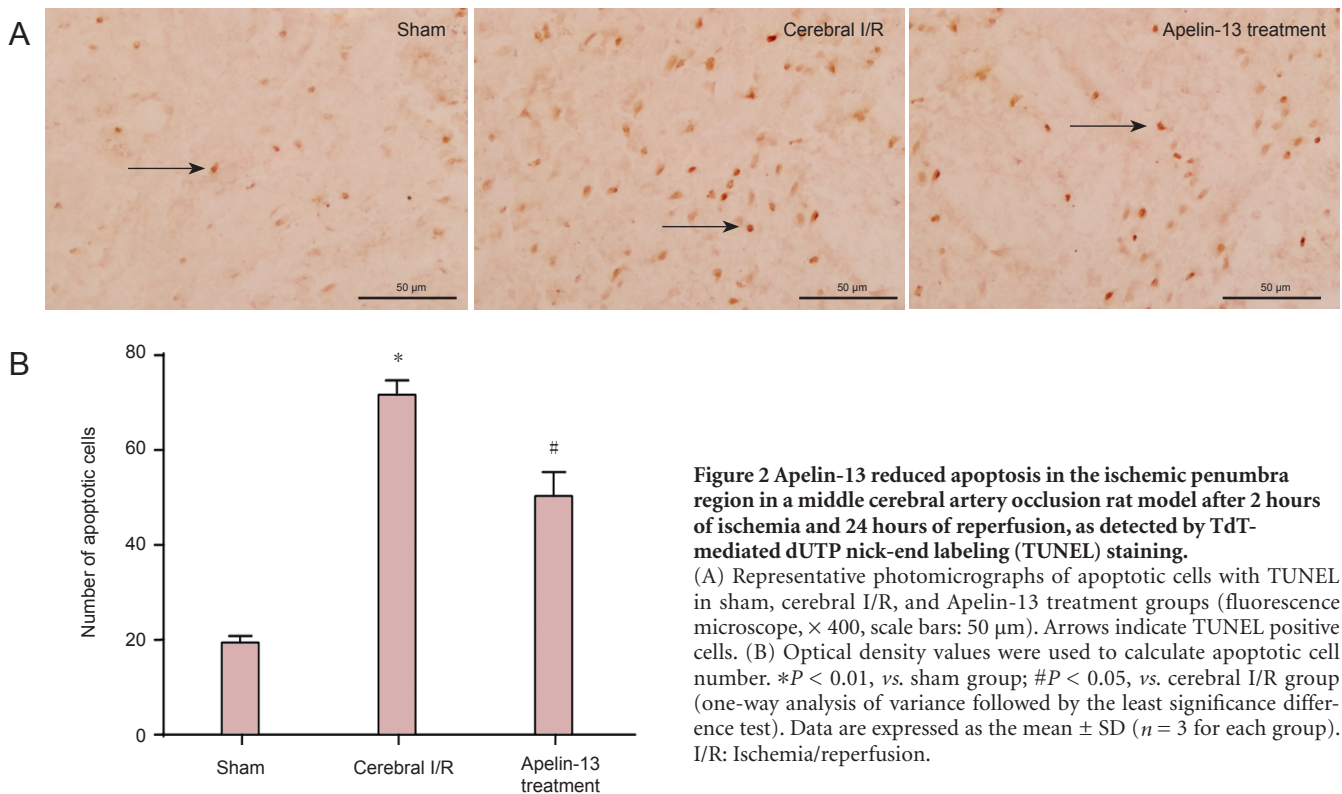 A
Sham
Cerebral I/R
Apelin-13 treatment
50 µm
50 µm
50 µm
B
80
60
40
20
0
Number of apoptotic cells
*
#
Sham
Cerebral I/R
Apelin-13
treatment
Figure 2 Apelin-13 reduced apoptosis in the ischemic penumbra
region in a middle cerebral artery occlusion rat model after 2 hours
of ischemia and 24 hours of reperfusion, as detected by TdT-
mediated dUTP nick-end labeling (TUNEL) staining.
(A) Representative photomicrographs of apoptotic cells with TUNEL
in sham, cerebral I/R, and Apelin-13 treatment groups (fluorescence
microscope, × 400, scale bars: 50 µm). Arrows indicate TUNEL positive
cells. (B) Optical density values were used to calculate apoptotic cell
number. *P < 0.01, vs. sham group; #P < 0.05, vs. cerebral I/R group
(one-way analysis of variance followed by the least significance differ-
ence test). Data are expressed as the mean ± SD (n = 3 for each group).
I/R: Ischemia/reperfusion.